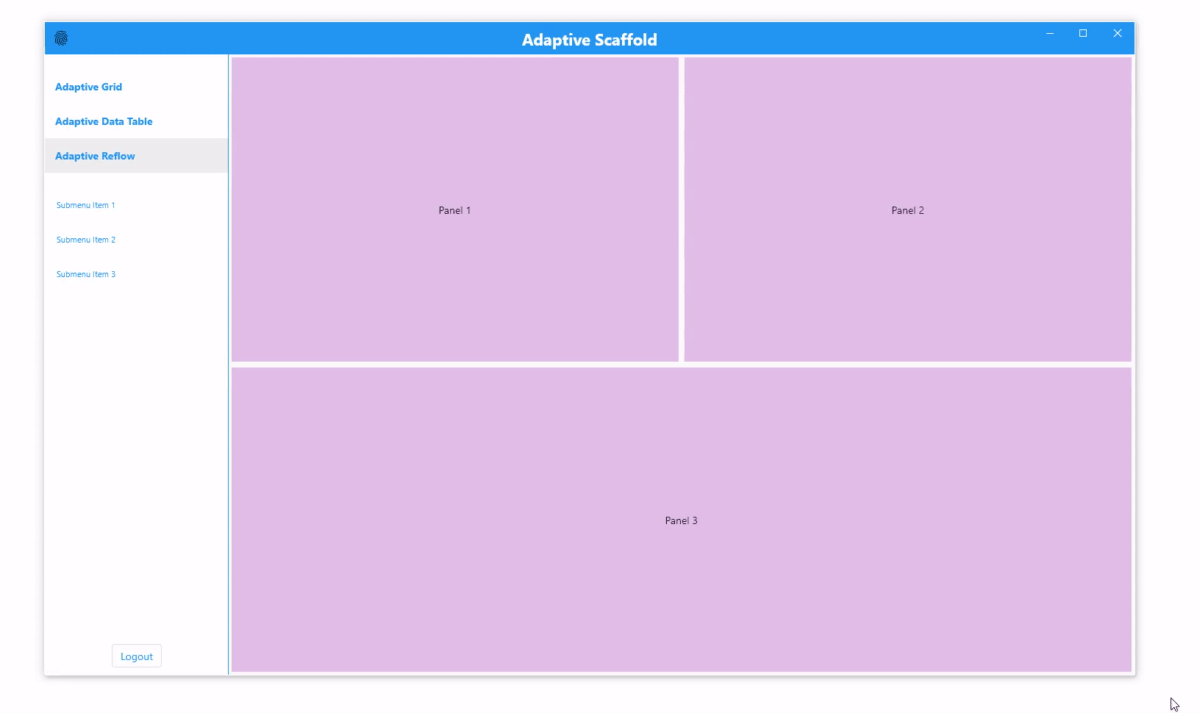 Adaptive Scaffold
Adaptive Grid
Adaptive Data Table
Adaptive Reflow
Submenu Item 1
Submenu Item 2
Submenu Item 3
Logout
Panel 1
Panel 2
Panel 3